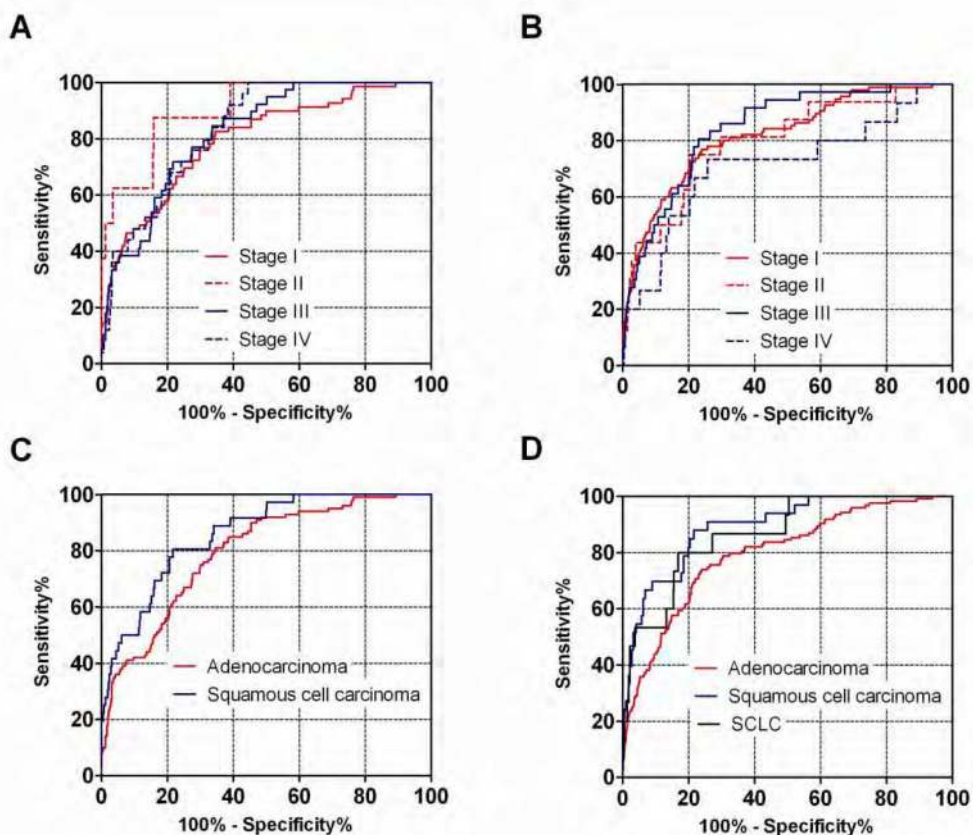 A
B
100
80
60
40
20
0
Sensitivity%
Stage I
Stage II
Stage III
Stage IV
0 20 40 60 80 100
100% - Specificity%
100
80
60
40
20
0
Sensitivity%
Stage I
Stage II
Stage III
Stage IV
0 20 40 60 80 100
100% - Specificity%
C
D
100
80
60
40
20
0
Sensitivity%
Adenocarcinoma
Squamous cell carcinoma
0 20 40 60 80 100
100% - Specificity%
100
80
60
40
20
0
Sensitivity%
Adenocarcinoma
Squamous cell carcinoma
SCLC
0 20 40 60 80 100
100% - Specificity%